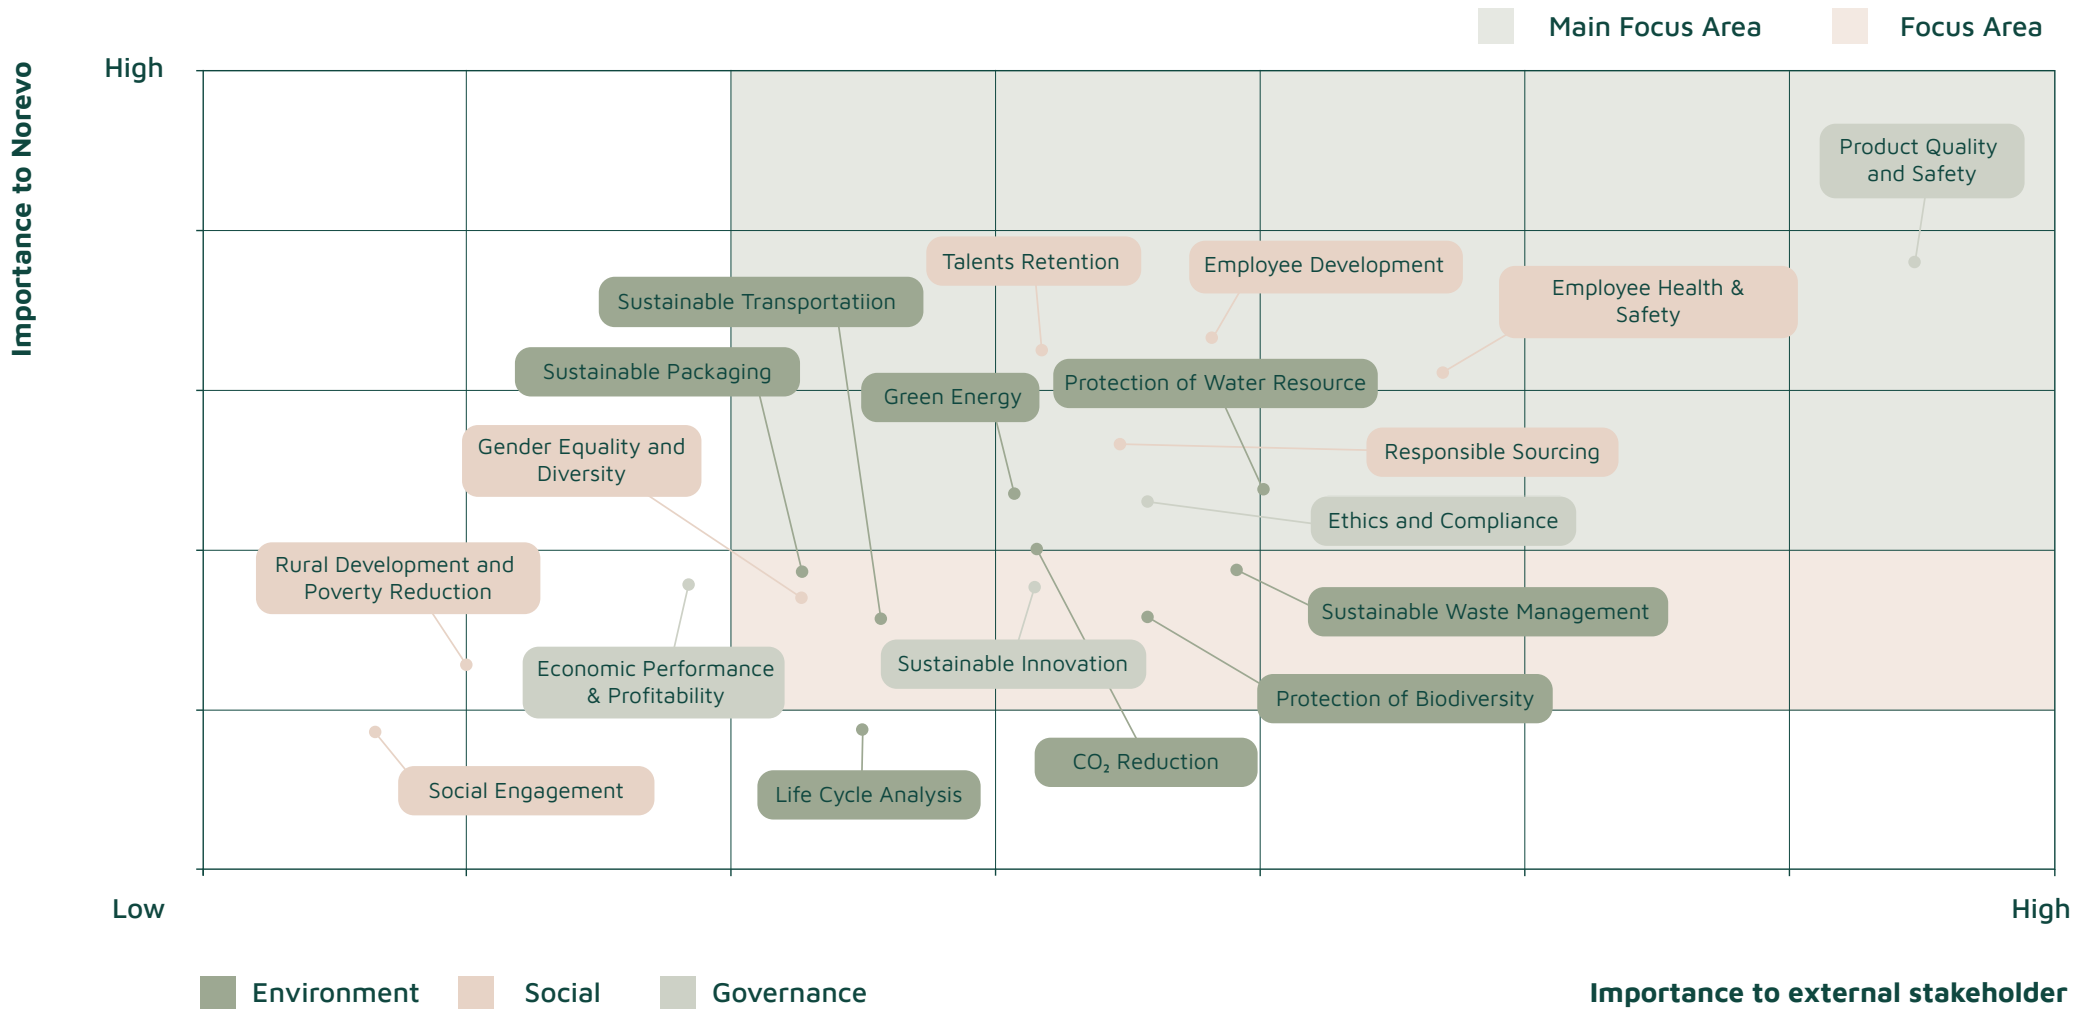 Main Focus Area
Focus Area
High
Importance to Norevo
Product Quality
and Safety
Talents Retention
Employee Development
Employee Health &
Safety
Sustainable Transportatiion
Sustainable Packaging
Green Energy
Protection of Water Resource
Gender Equality and
Diversity
Responsible Sourcing
Ethics and Compliance
Rural Development and
Poverty Reduction
Sustainable Waste Management
Economic Performance
& Profitability
Sustainable Innovation
Protection of Biodiversity
CO₂ Reduction
Social Engagement
Life Cycle Analysis
Low
High
Environment
Social
Governance
Importance to external stakeholder